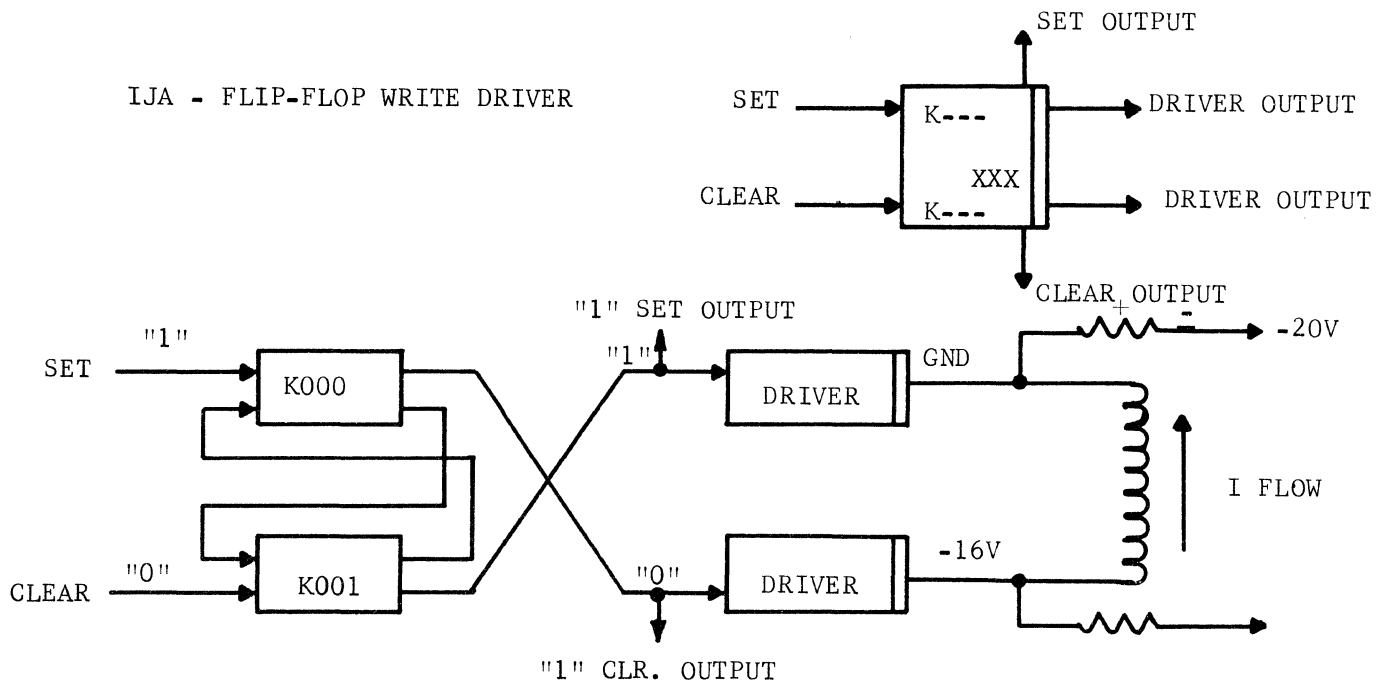 SET OUTPUT
IJA - FLIP-FLOP WRITE DRIVER
SET
K---
DRIVER OUTPUT
XXX
CLEAR
K---
DRIVER OUTPUT
CLEAR OUTPUT
"1" SET OUTPUT
+
-
-20V
"1"
"1"
SET
K000
GND
DRIVER
I FLOW
-16V
"0"
"0"
CLEAR
K001
DRIVER
"1" CLR. OUTPUT